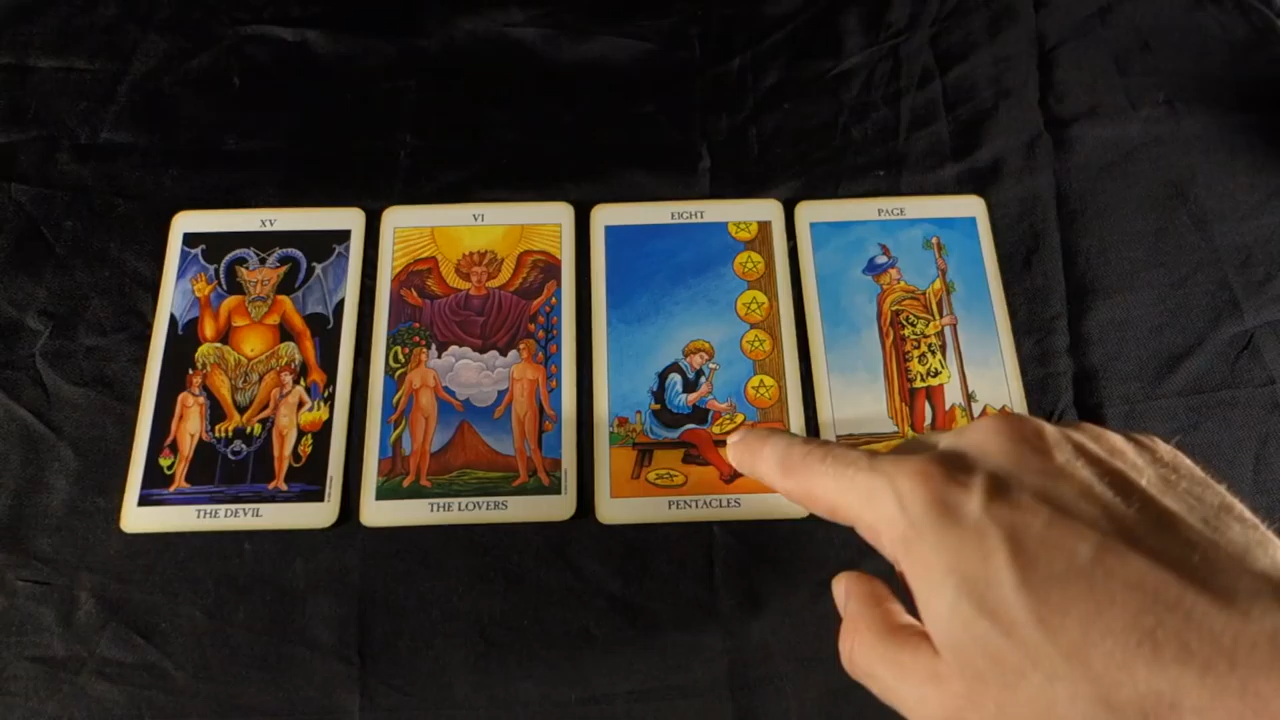 XV
THE DEVIL
VI
THE LOVERS
EIGHT
PENTACLES
PAGE